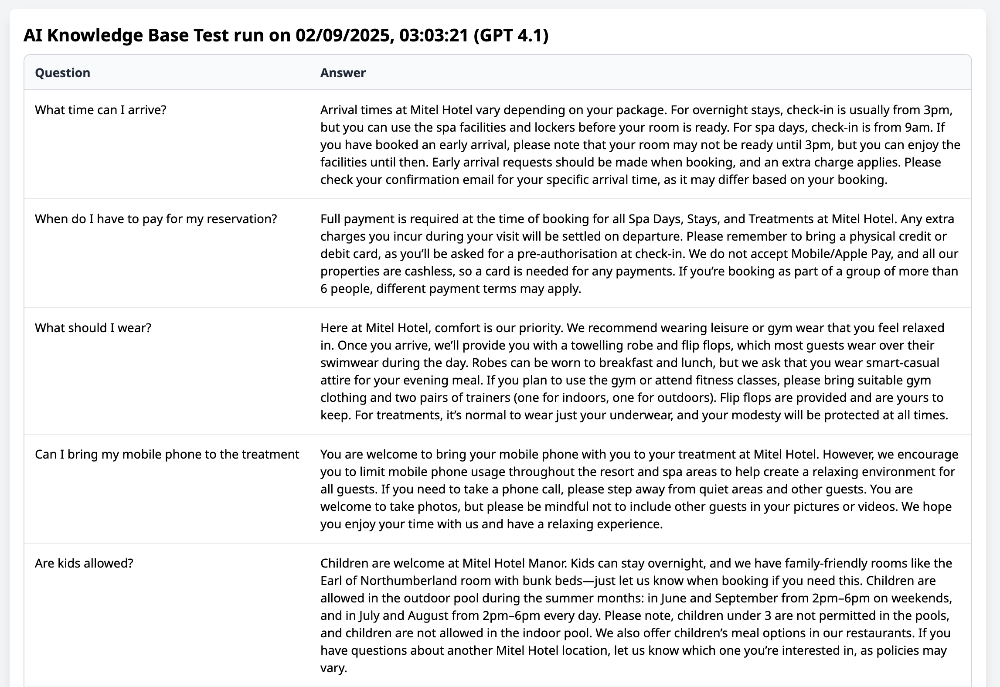 AI Knowledge Base Test run on 02/09/2025, 03:03:21 (GPT 4.1)
Question
Answer
What time can I arrive?
Arrival times at Mitel Hotel vary depending on your package. For overnight stays, check-in is usually from 3pm,
but you can use the spa facilities and lockers before your room is ready. For spa days, check-in is from 9am. If
you have booked an early arrival, please note that your room may not be ready until 3pm, but you can enjoy the
facilities until then. Early arrival requests should be made when booking, and an extra charge applies. Please
check your confirmation email for your specific arrival time, as it may differ based on your booking.
When do I have to pay for my reservation?
Full payment is required at the time of booking for all Spa Days, Stays, and Treatments at Mitel Hotel. Any extra
charges you incur during your visit will be settled on departure. Please remember to bring a physical credit or
debit card, as you’ll be asked for a pre-authorisation at check-in. We do not accept Mobile/Apple Pay, and all our
properties are cashless, so a card is needed for any payments. If you’re booking as part of a group of more than
6 people, different payment terms may apply.
What should I wear?
Here at Mitel Hotel, comfort is our priority. We recommend wearing leisure or gym wear that you feel relaxed
in. Once you arrive, we’ll provide you with a towelling robe and flip flops, which most guests wear over their
swimwear during the day. Robes can be worn to breakfast and lunch, but we ask that you wear smart-casual
attire for your evening meal. If you plan to use the gym or attend fitness classes, please bring suitable gym
clothing and two pairs of trainers (one for indoors, one for outdoors). Flip flops are provided and are yours to
keep. For treatments, it’s normal to wear just your underwear, and your modesty will be protected at all times.
Can I bring my mobile phone to the treatment
You are welcome to bring your mobile phone with you to your treatment at Mitel Hotel. However, we encourage
you to limit mobile phone usage throughout the resort and spa areas to help create a relaxing environment for
all guests. If you need to take a phone call, please step away from quiet areas and other guests. You are
welcome to take photos, but please be mindful not to include other guests in your pictures or videos. We hope
you enjoy your time with us and have a relaxing experience.
Are kids allowed?
Children are welcome at Mitel Hotel Manor. Kids can stay overnight, and we have family-friendly rooms like the
Earl of Northumberland room with bunk beds—just let us know when booking if you need this. Children are
allowed in the outdoor pool during the summer months: in June and September from 2pm–6pm on weekends,
and in July and August from 2pm–6pm every day. Please note, children under 3 are not permitted in the pools,
and children are not allowed in the indoor pool. We also offer children’s meal options in our restaurants. If you
have questions about another Mitel Hotel location, let us know which one you’re interested in, as policies may
vary.